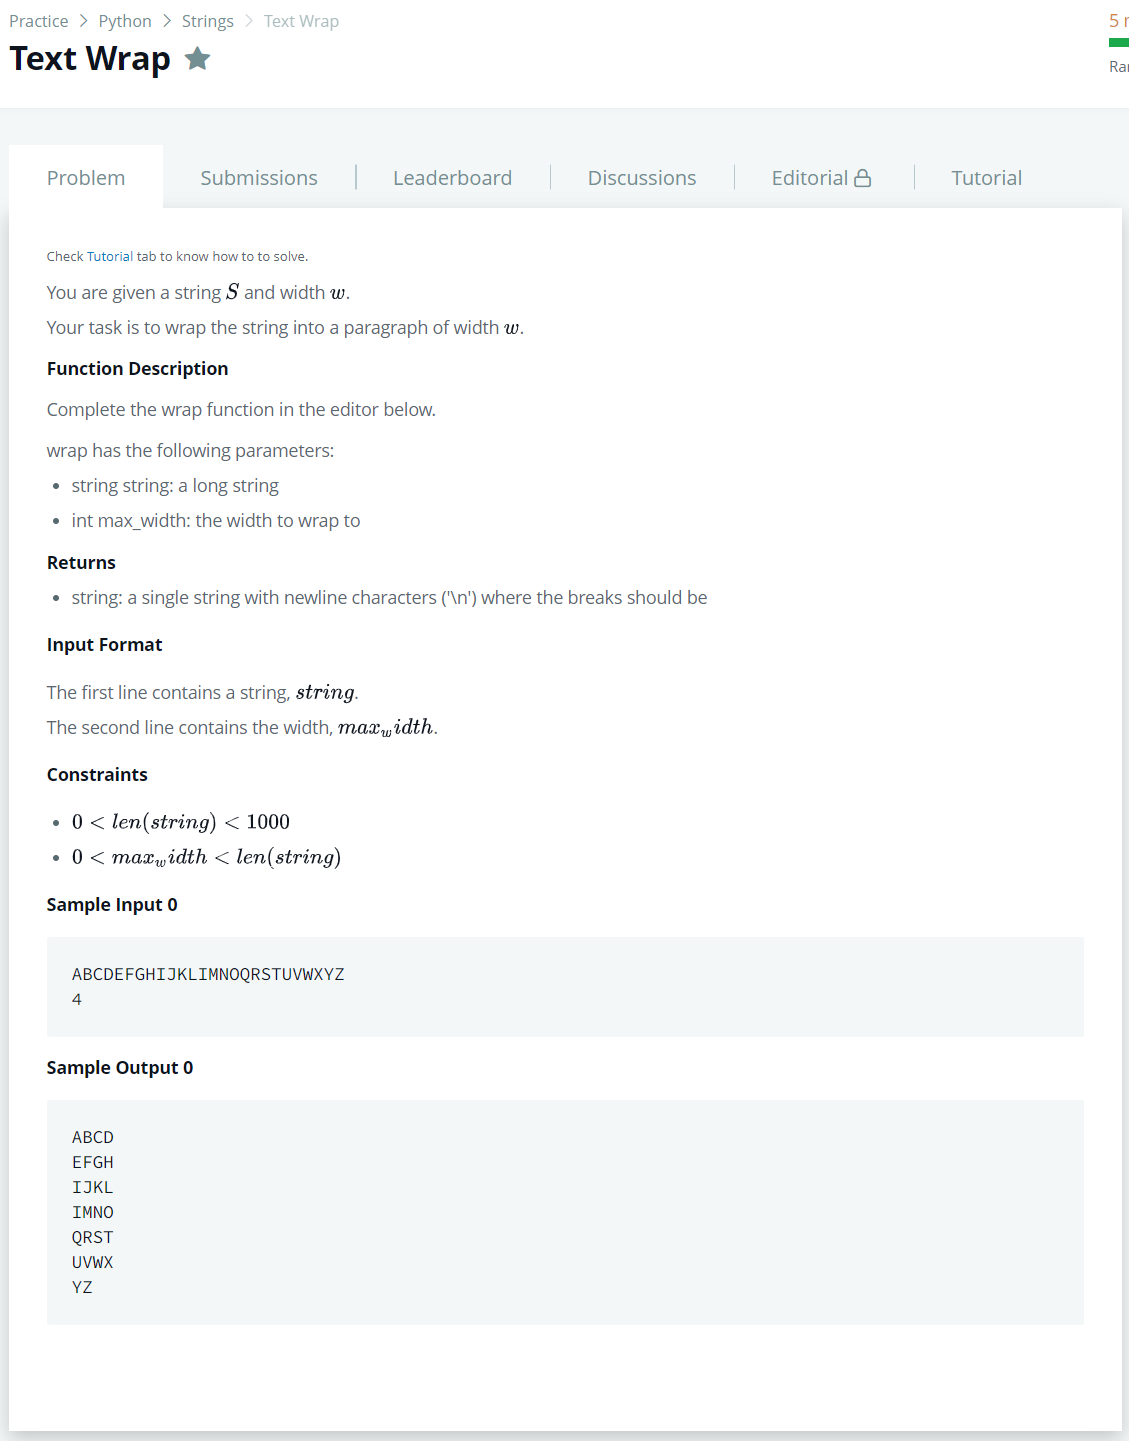 Practice > Python > Strings > Text Wrap
5
Text Wrap
Problem
Submissions
Leaderboard
Discussions
Editorial
Tutorial
Check Tutorial tab to know how to to solve.
You are given a string S and width w.
Your task is to wrap the string into a paragraph of width w.
Function Description
Complete the wrap function in the editor below.
wrap has the following parameters:
• string string: a long string
• int max_width: the width to wrap to
Returns
• string: a single string with newline characters ('\n') where the breaks should be
Input Format
The first line contains a string, string.
The second line contains the width, max_width.
Constraints
• 0 < len(string) < 1000
• 0 < max_width < len(string)
Sample Input 0
ABCDEFGHIJKLIMNOQRSTUVWXYZ
4
Sample Output 0
ABCD
EFGH
IJKL
IMNO
QRST
UVWX
YZ